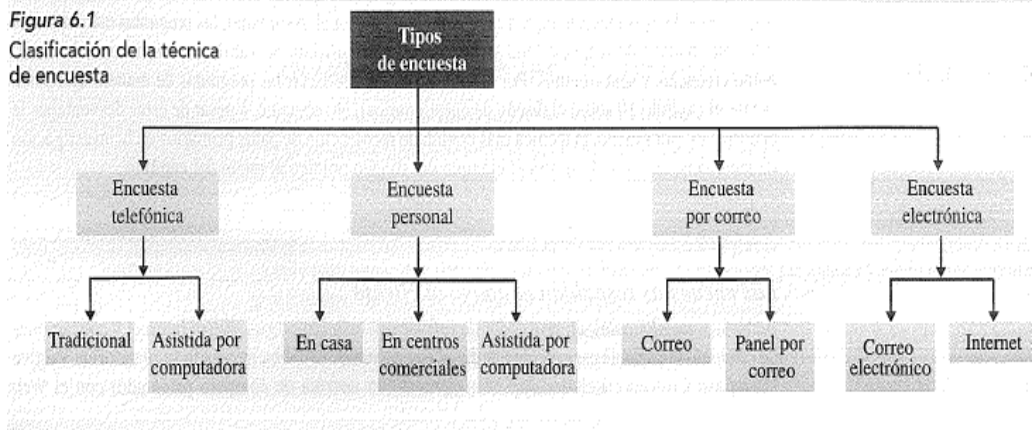 Figura 6.1
Clasificación de la técnica
de encuesta
Tipos
de encuesta
Encuesta
telefónica
Encuesta
personal
Encuesta
por correo
Encuesta
electrónica
Tradicional
Asistida por
computadora
En casa
En centros
comerciales
Asistida por
computadora
Correo
Panel por
correo
Correo
electrónico
Internet